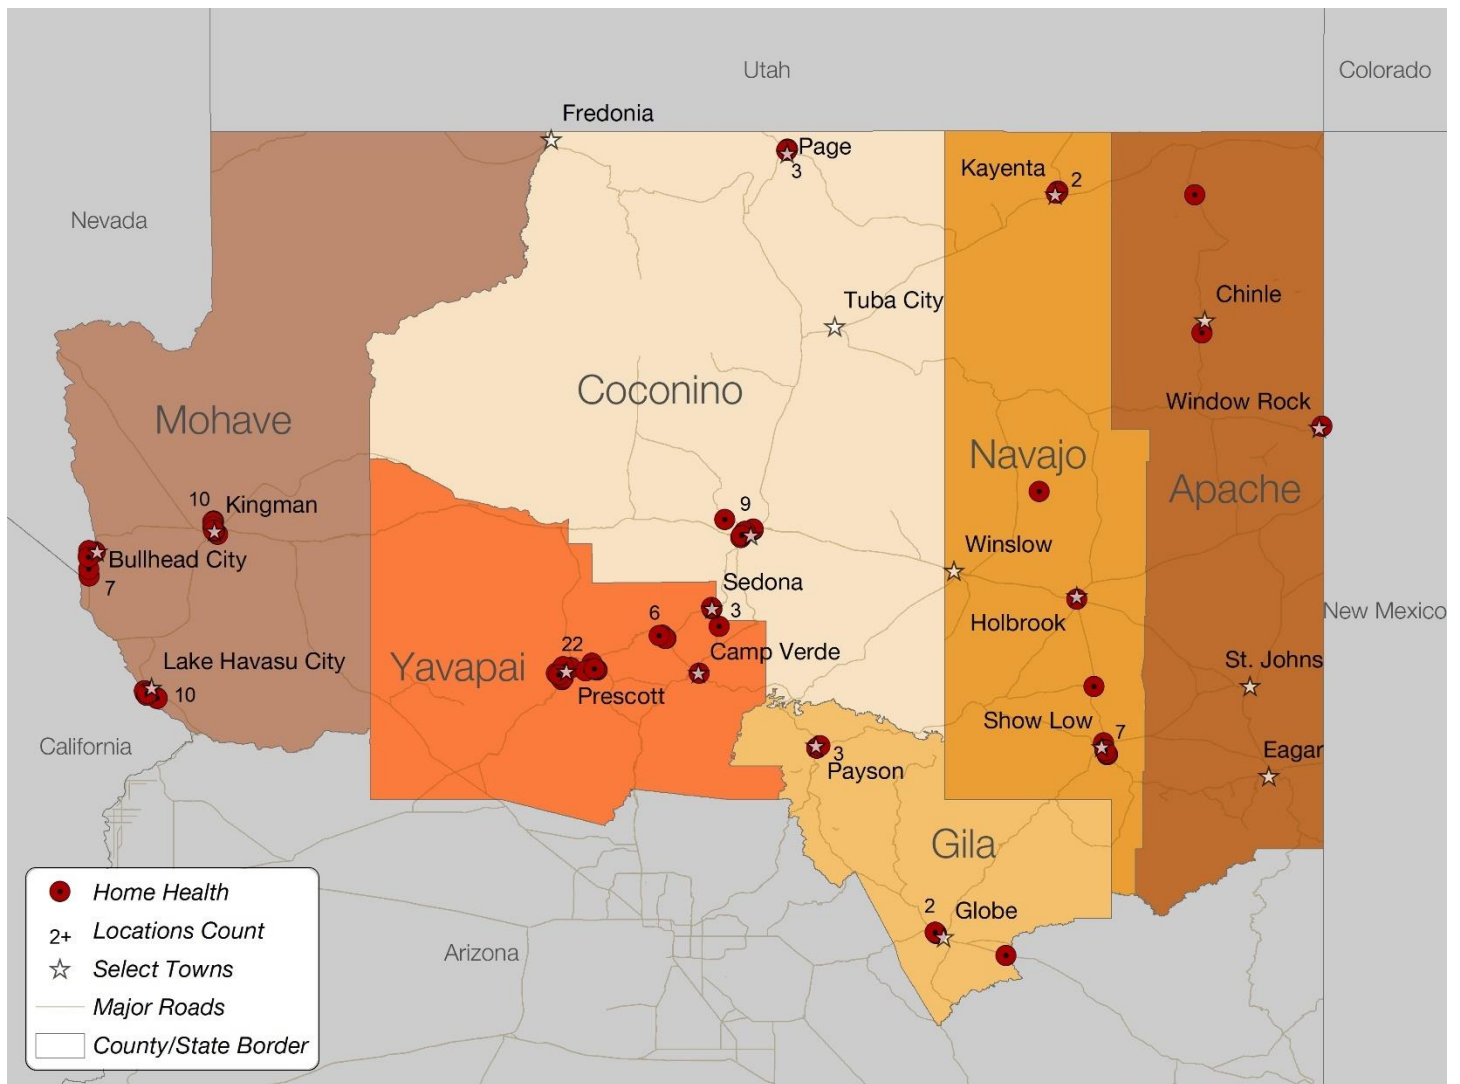 Utah
Colorado
Fredonia
Page
3
Kayenta
2
Nevada
Chinle
Tuba City
Coconino
Window Rock
Mohave
Navajo
Apache
10
Kingman
9
Winslow
Bullhead City
7
Sedona
3
6
Holbrook
New Mexico
22
Camp Verde
Lake Havasu City
10
Yavapai
Prescott
St. Johns
Show Low
7
California
3
Payson
Eagar
Gila
2
Globe
Arizona
Home Health
2+ Locations Count
Select Towns
Major Roads
County/State Border